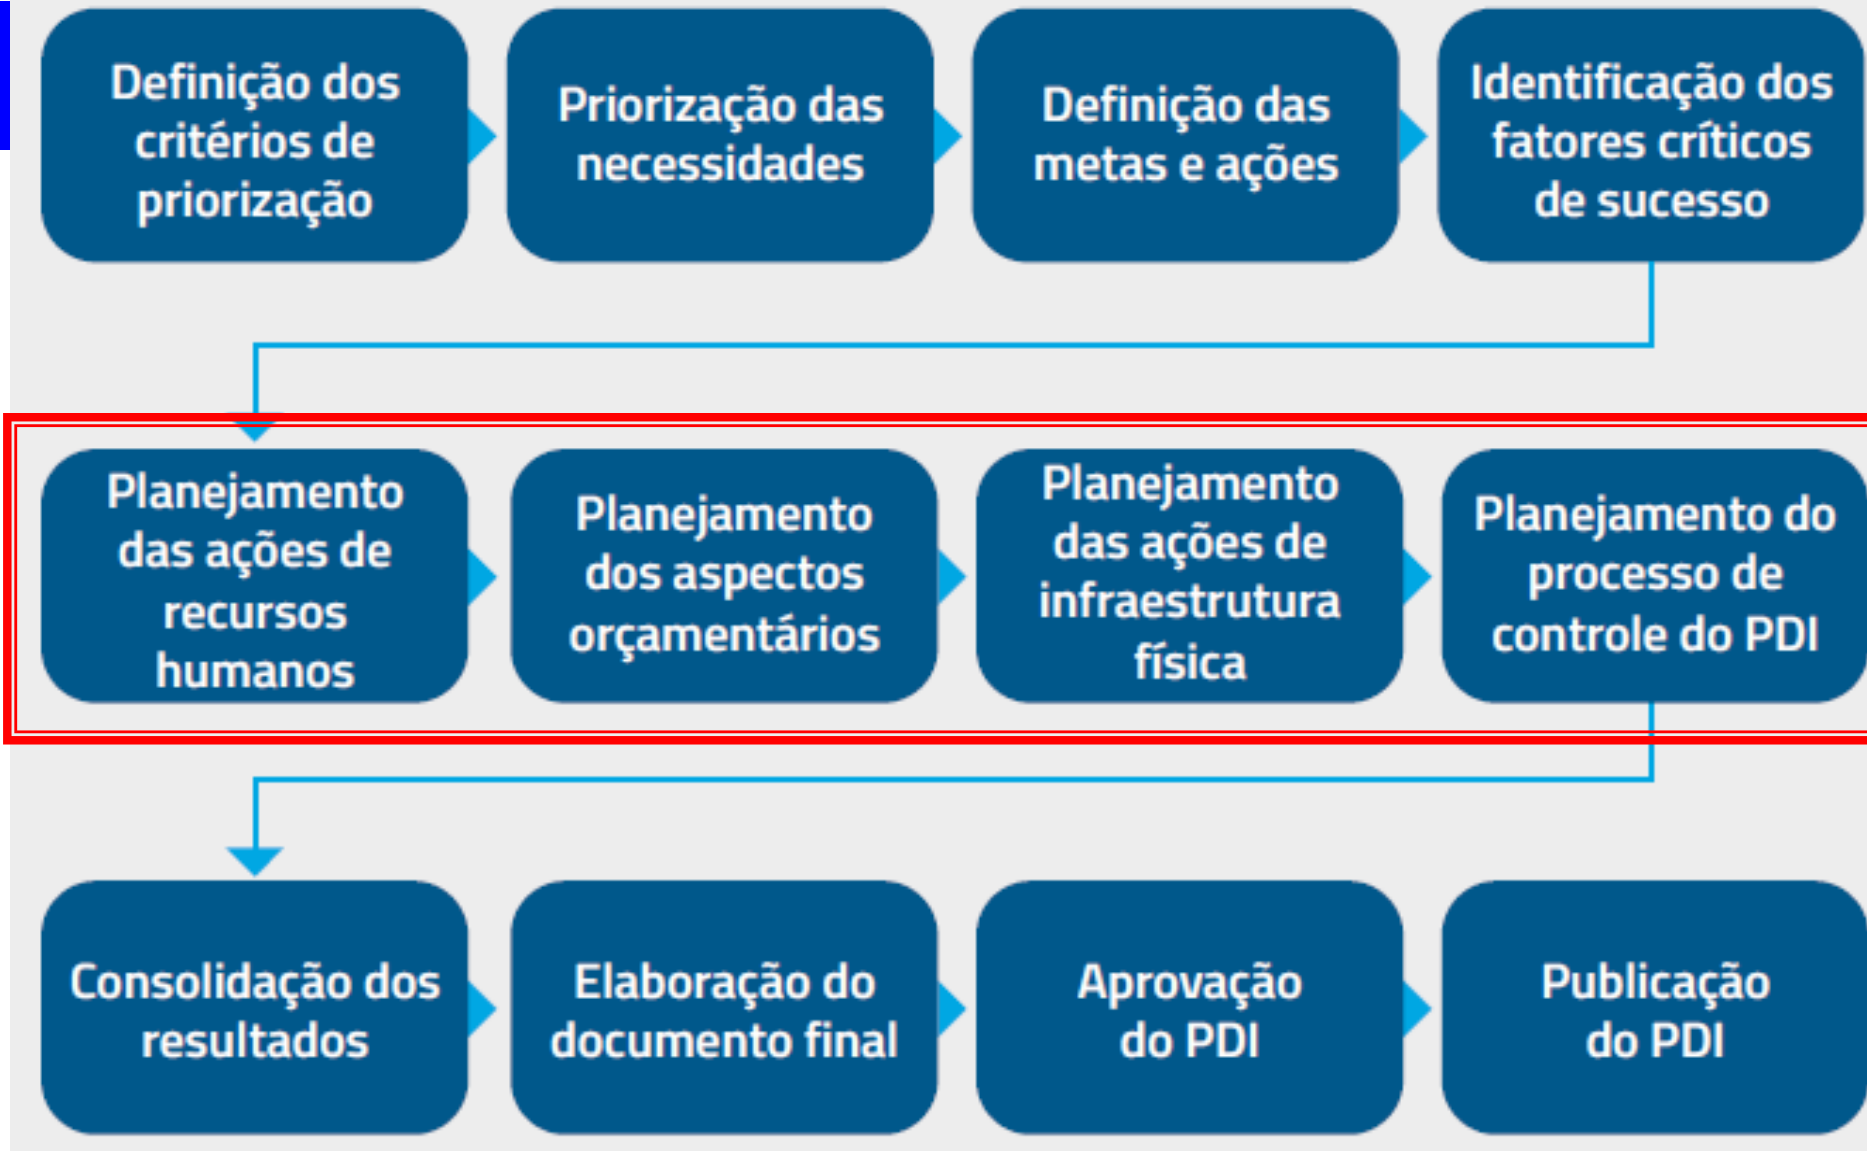 Definição dos
critérios de
priorização
Priorização das
necessidades
Definição das
metas e ações
Identificação dos
fatores críticos
de sucesso
Planejamento
das ações de
recursos
humanos
Planejamento
dos aspectos
orçamentários
Planejamento
das ações de
infraestrutura
física
Planejamento do
processo de
controle do PDI
Consolidação dos
resultados
Elaboração do
documento final
Aprovação
do PDI
Publicação
do PDI